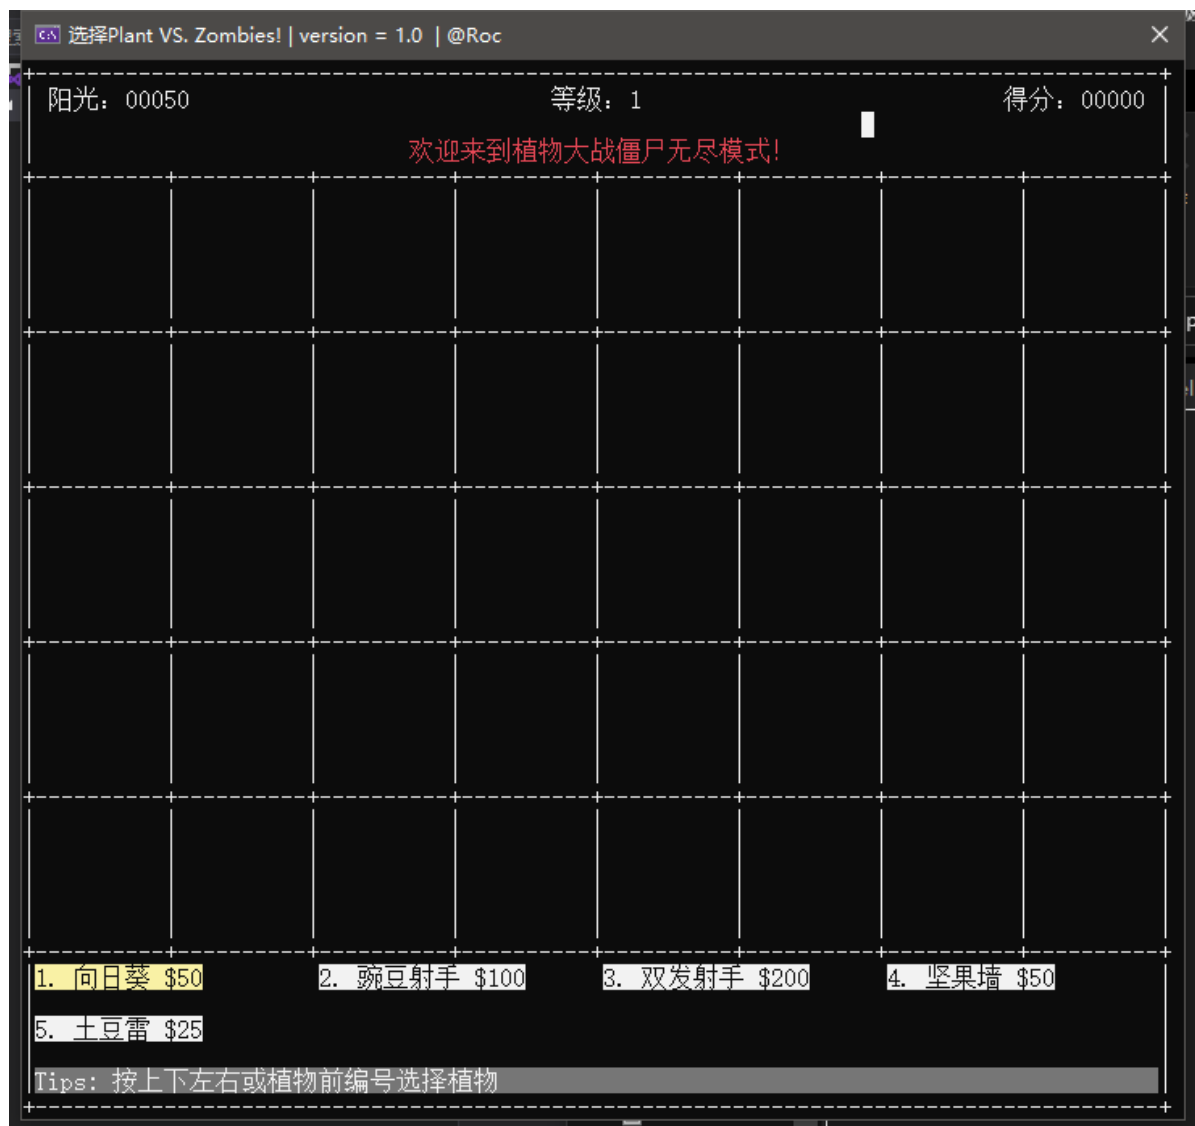 选择Plant VS. Zombies! | version = 1.0 | @Roc
阳光：00050 等级：1 得分：00000
欢迎来到植物大战僵尸无尽模式！
1. 向日葵 $50 2. 豌豆射手 $100 3. 双发射手 $200 4. 坚果墙 $50
5. 土豆雷 $25
Tips: 按上下左右或植物前编号选择植物